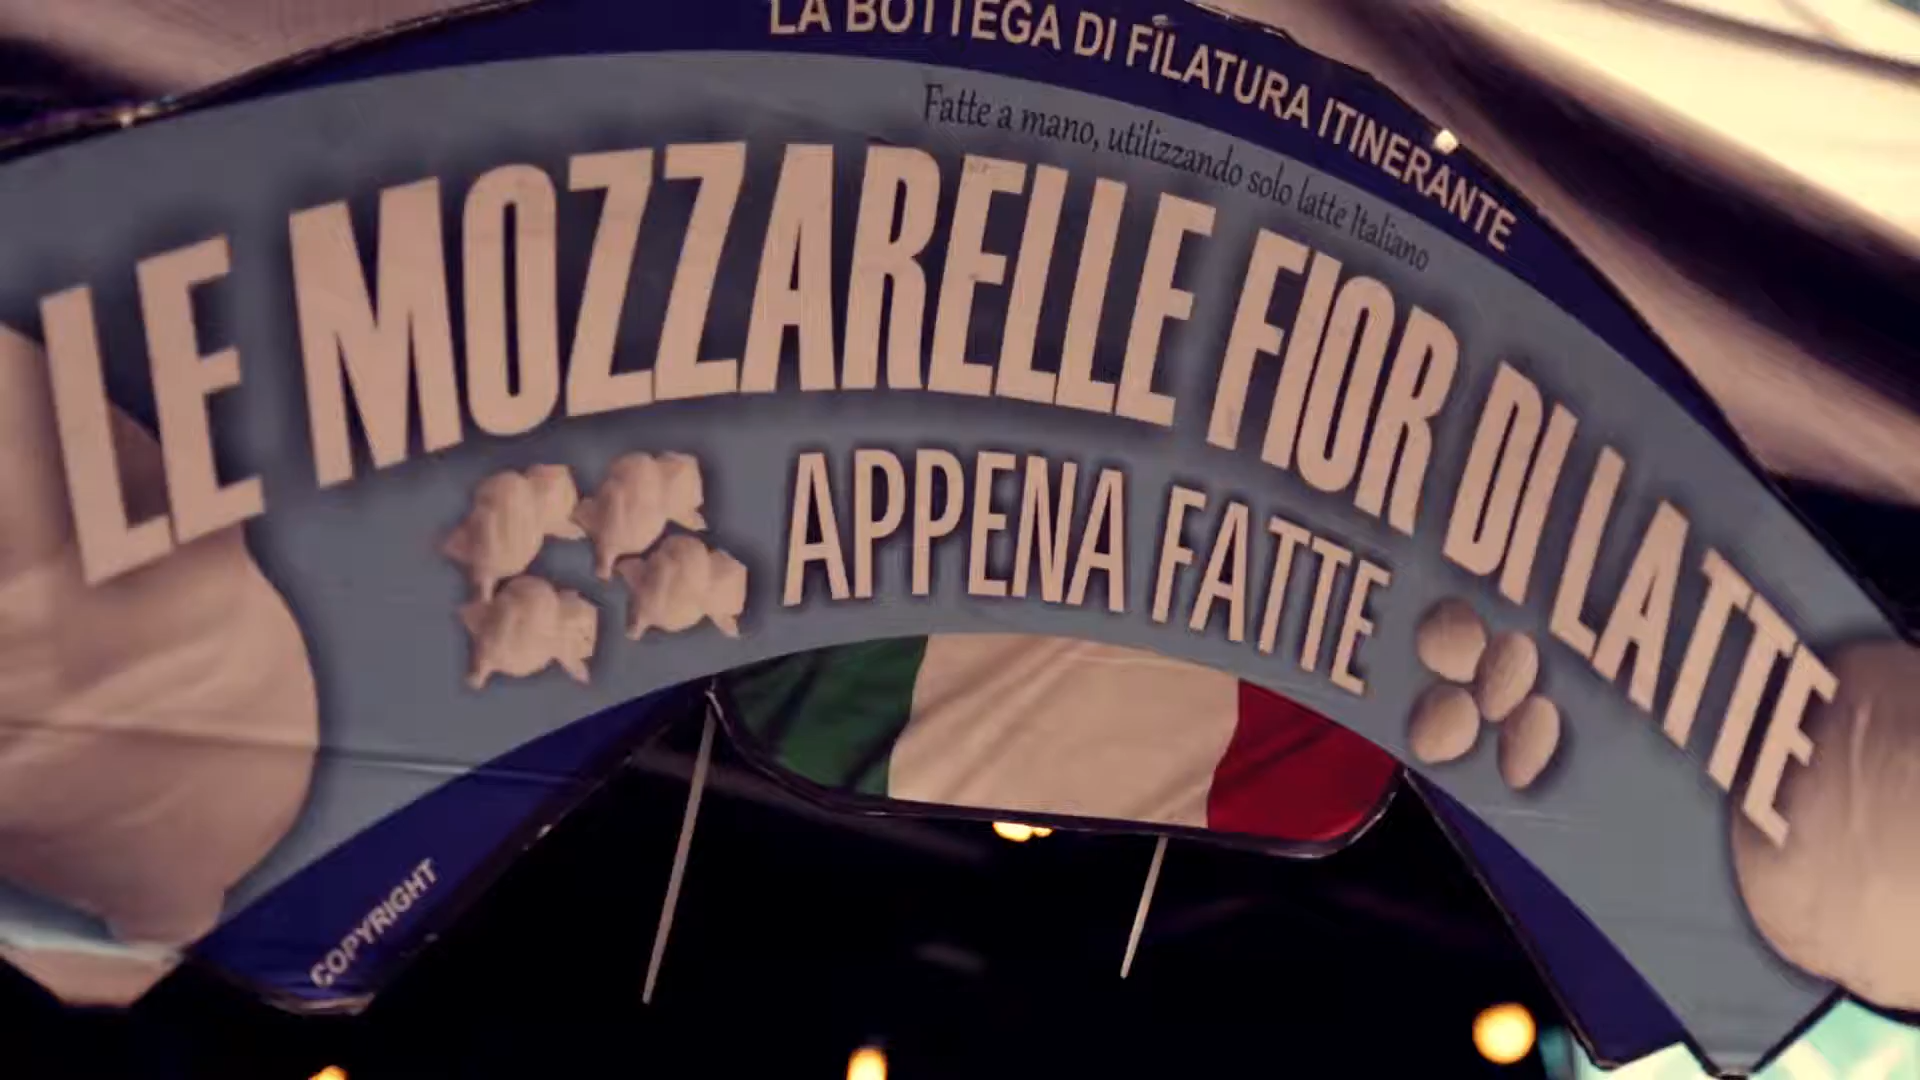 LA BOTTEGA DI FILATURA ITINERANTE
Fatte a mano, utilizzando solo latte Italiano
LE MOZZARELLE FIOR DI LATTE
APPENA FATTE
COPYRIGHT